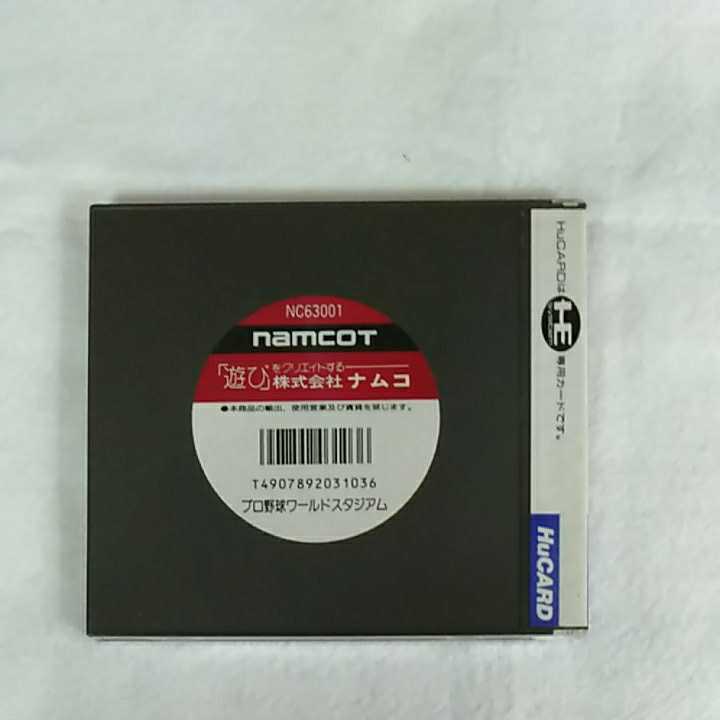 NC63001
namcot
「遊び」をクリエイトする
株式会社ナムコ
●本商品の輸出、使用営業及び賃貸を禁じます。
T4907892031036
プロ野球ワールドスタジアム
HuCARDは
HE
専用カードです。
HuCARD